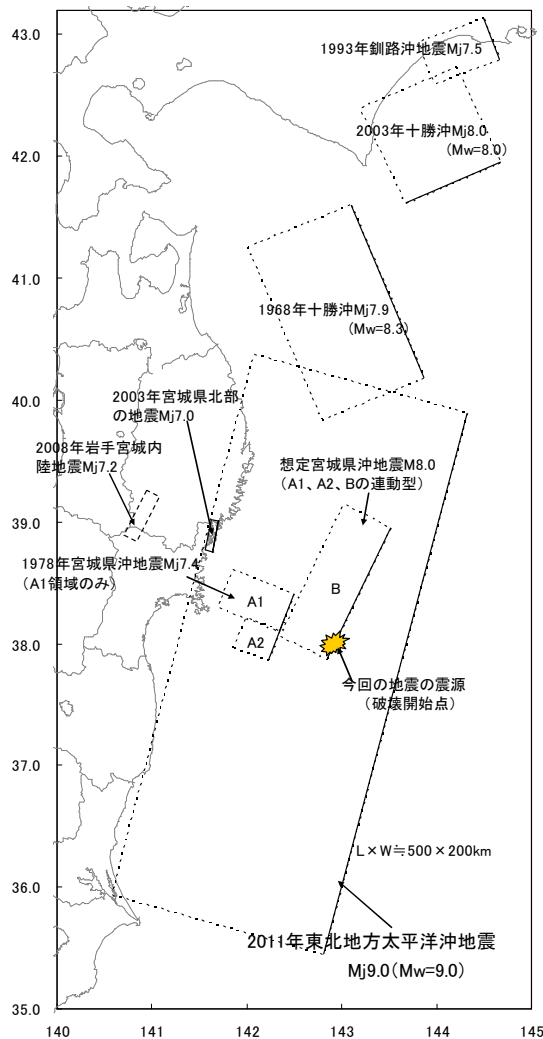 43.0
1993年釧路沖地震Mj7.5
2003年十勝沖Mj8.0
(Mw=8.0)
42.0
41.0
1968年十勝沖Mj7.9
(Mw=8.3)
40.0
2003年宮城県北部
の地震Mj7.0
2008年岩手宮城内
陸地震Mj7.2
想定宮城県沖地震M8.0
(A1、A2、Bの連動型)
39.0
1978年宮城県沖地震Mj7.4
(A1領域のみ)
A1
B
A2
38.0
今回の地震の震源
(破壊開始点)
37.0
L×W≒500×200km
36.0
2011年東北地方太平洋沖地震
Mj9.0(Mw=9.0)
35.0
140
141
142
143
144
145